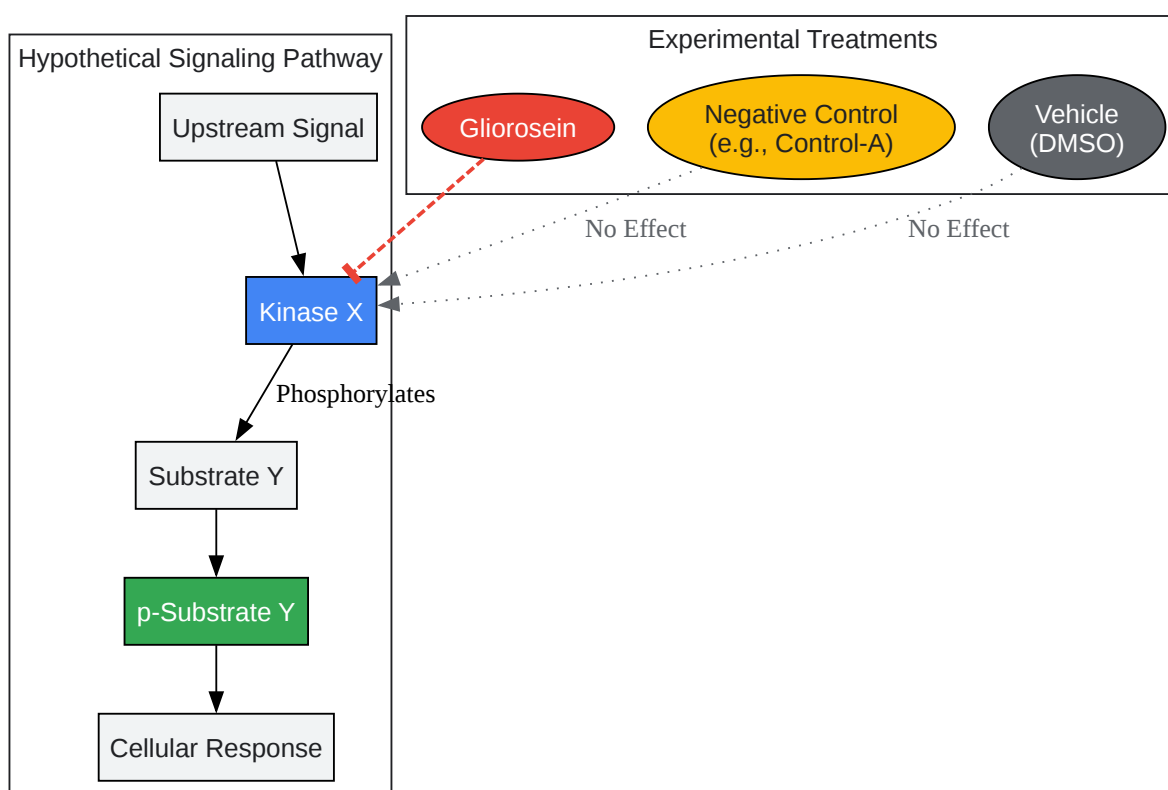 Experimental Treatments
Hypothetical Signaling Pathway
Upstream Signal
Gliorosein
Negative Control
(e.g., Control-A)
Vehicle
(DMSO)
No Effect
No Effect
Kinase X
Phosphorylates
Substrate Y
p-Substrate Y
Cellular Response